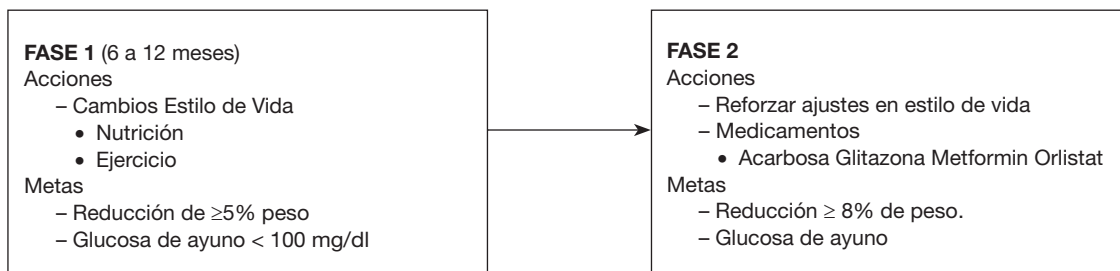 FASE 1 (6 a 12 meses)
Acciones
– Cambios Estilo de Vida
• Nutrición
• Ejercicio
Metas
– Reducción de ≥5% peso
– Glucosa de ayuno < 100 mg/dl
FASE 2
Acciones
– Reforzar ajustes en estilo de vida
– Medicamentos
• Acarbosa Glitazona Metformin Orlistat
Metas
– Reducción ≥ 8% de peso.
– Glucosa de ayuno